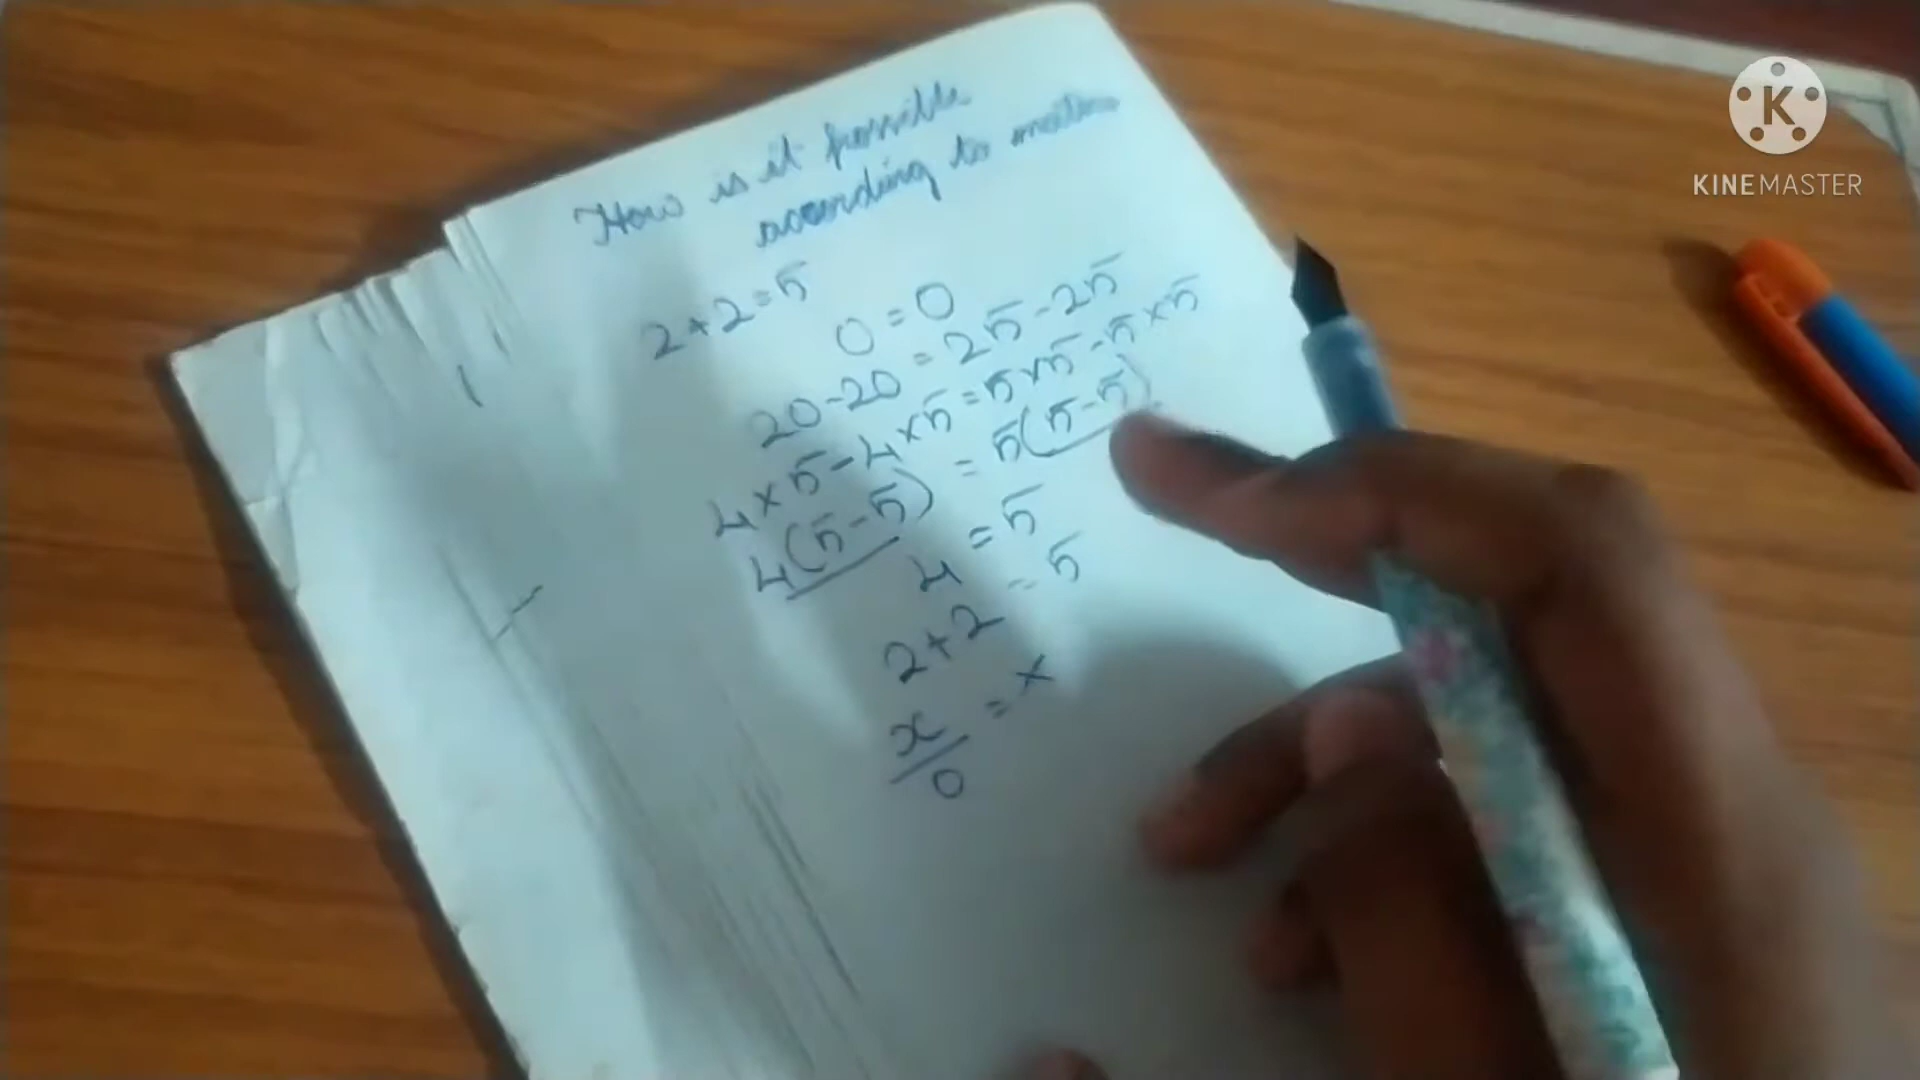 How is it possible
according to maths
2+2=5
0=0
20-20=25-25
4×5-4×5=5×5-5×5
4(5-5) = 5(5-5)
4 = 5
2+2 = 5
x/0 = x
KINEMASTER